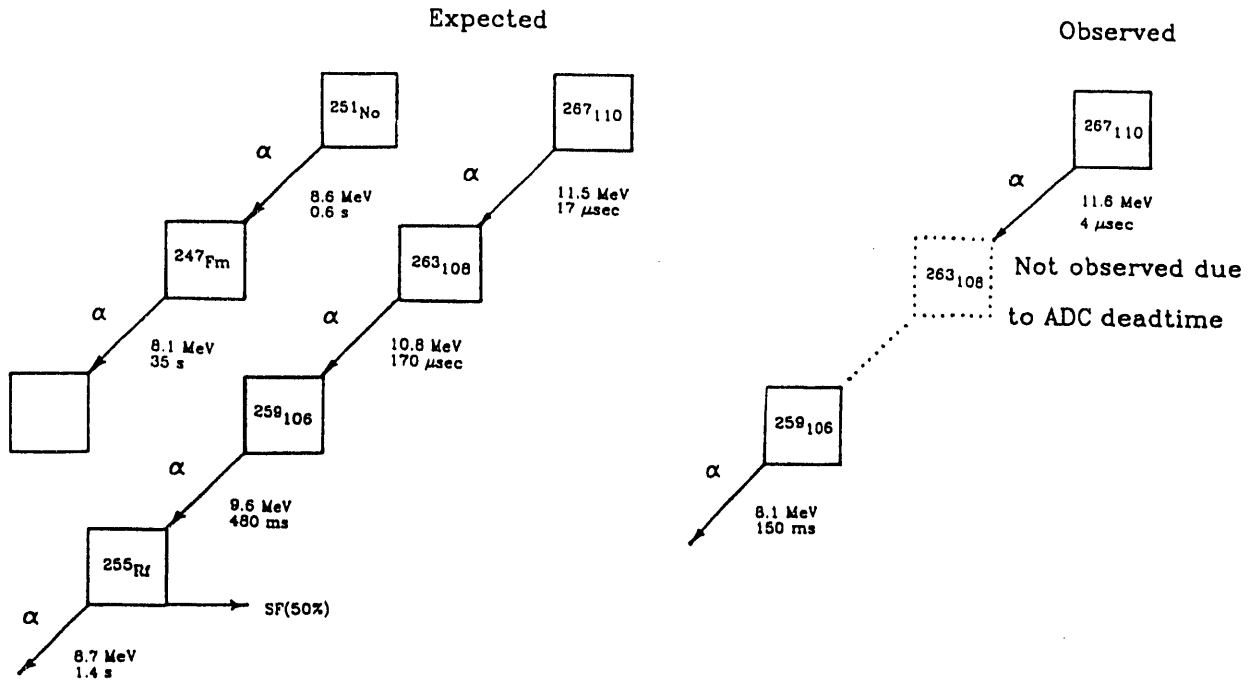 Expected
Observed
251No
267110
267110
α
8.6 MeV
0.6 s
α
11.5 MeV
17 μsec
α
11.6 MeV
4 μsec
247Fm
263108
263108
Not observed due
to ADC deadtime
α
8.1 MeV
35 s
α
10.8 MeV
170 μsec
259106
259106
α
9.6 MeV
480 ms
α
8.1 MeV
150 ms
255Rf
SF(50%)
α
8.7 MeV
1.4 s